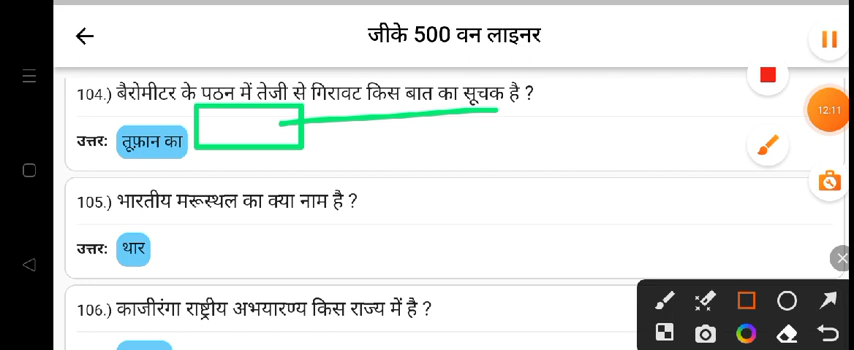 जीके 500 वन लाइनर
104.) बैरोमीटर के पठन में तेजी से गिरावट किस बात का सूचक है ?
उत्तर: तूफ़ान का
105.) भारतीय मरूस्थल का क्या नाम है ?
उत्तर: थार
106.) काजीरंगा राष्ट्रीय अभयारण्य किस राज्य में है ?
12:11